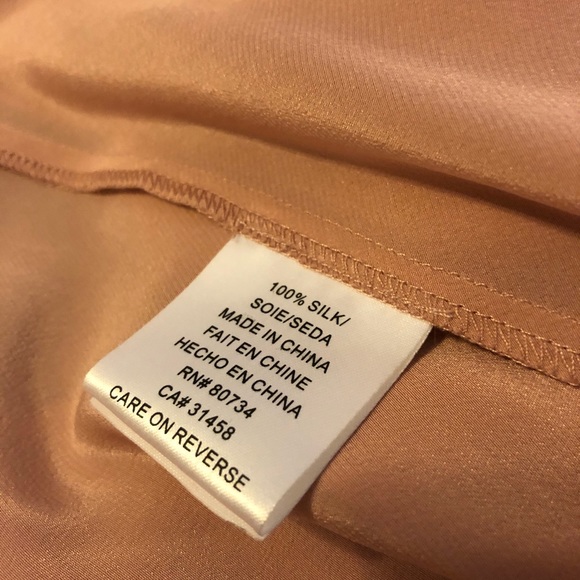 100% SILK/
SOIE/SEDA
MADE IN CHINA
FAIT EN CHINE
HECHO EN CHINA
RN# 80734
CA# 31458
CARE ON REVERSE